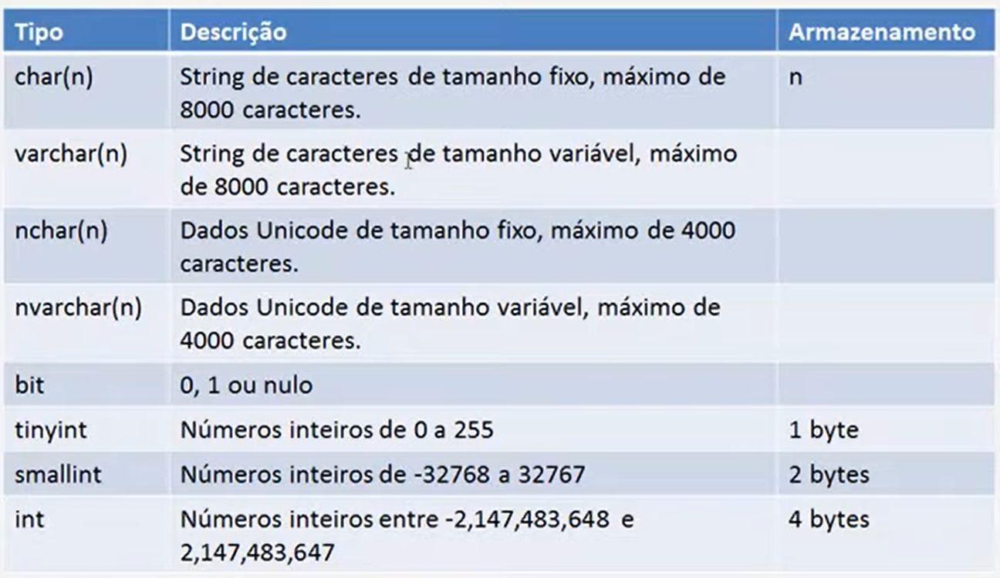 Tipo Descrição Armazenamento
char(n) String de caracteres de tamanho fixo, máximo de n
8000 caracteres.
varchar(n) String de caracteres de tamanho variável, máximo
de 8000 caracteres.
nchar(n) Dados Unicode de tamanho fixo, máximo de 4000
caracteres.
nvarchar(n) Dados Unicode de tamanho variável, máximo de
4000 caracteres.
bit 0, 1 ou nulo
tinyint Números inteiros de 0 a 255 1 byte
smallint Números inteiros de -32768 a 32767 2 bytes
int Números inteiros entre -2,147,483,648 e 4 bytes
2,147,483,647